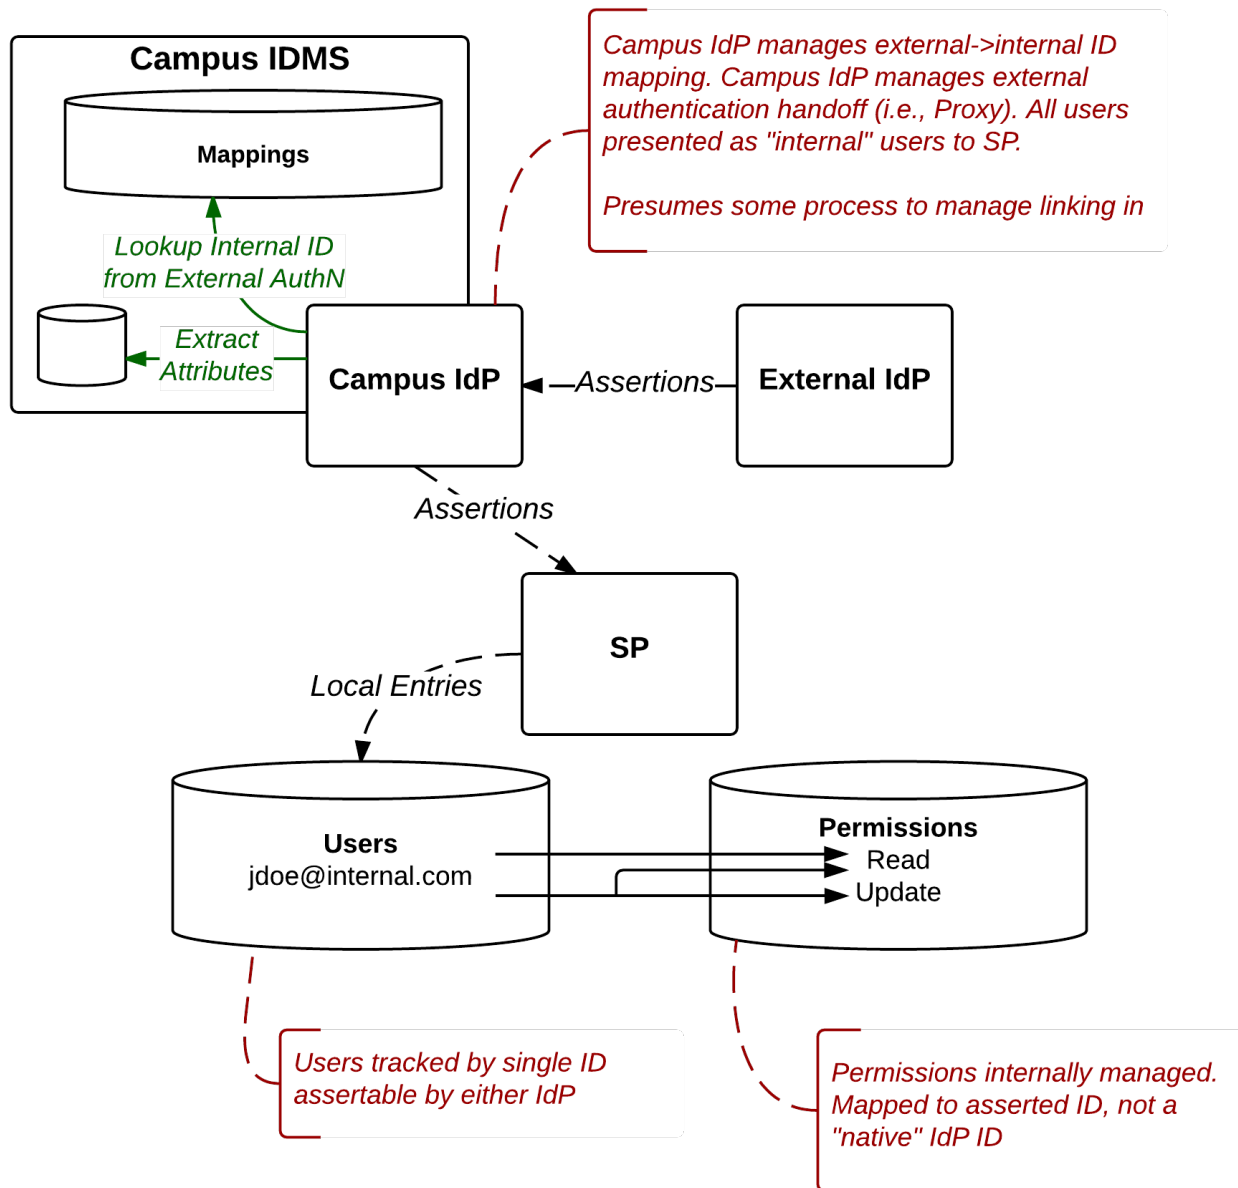 Campus IDMS
Mappings
Lookup Internal ID
from External AuthN
Extract
Attributes
Campus IdP manages external->internal ID
mapping. Campus IdP manages external
authentication handoff (i.e., Proxy). All users
presented as "internal" users to SP.
Presumes some process to manage linking in
Campus IdP
Assertions
External IdP
Assertions
SP
Local Entries
Users
jdoe@internal.com
Permissions
Read
Update
Users tracked by single ID
assertable by either IdP
Permissions internally managed.
Mapped to asserted ID, not a
"native" IdP ID